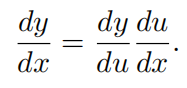 dy/dx = dy/du du/dx.